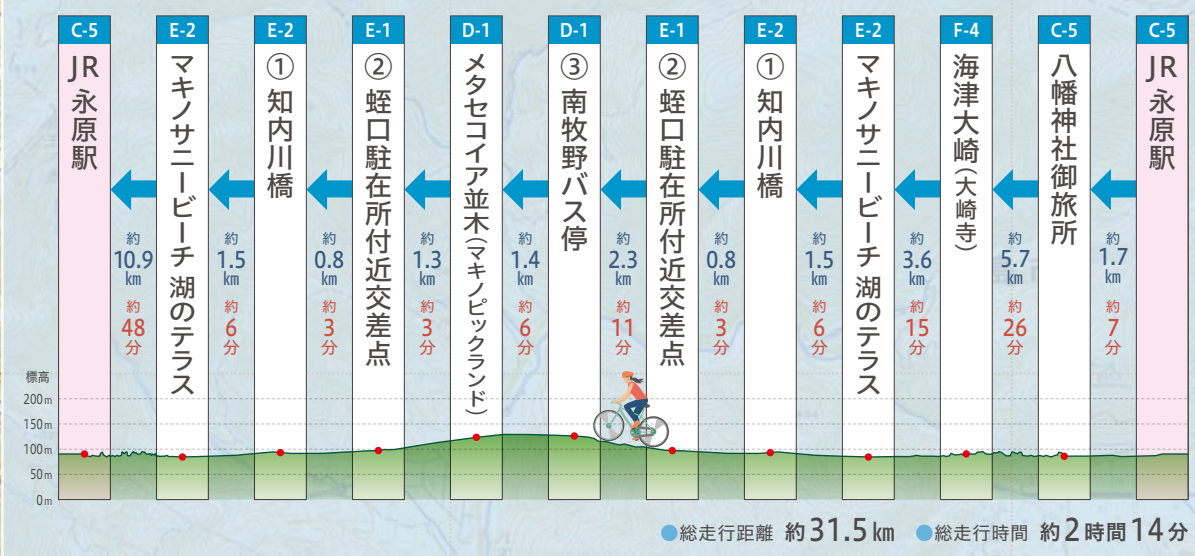 C-5
JR永原駅
約
1.7
km
約
7
分
C-5
八幡神社御旅所
約
5.7
km
約
26
分
F-4
海津大崎(大崎寺)
約
3.6
km
約
15
分
E-2
マキノサニービーチ 湖のテラス
約
1.5
km
約
6
分
E-2
①知内川橋
約
0.8
km
約
3
分
E-1
②蛭口駐在所付近交差点
約
2.3
km
約
11
分
D-1
③南牧野バス停
約
1.4
km
約
6
分
D-1
メタセコイア並木(マキノピックランド)
約
1.3
km
約
3
分
E-1
②蛭口駐在所付近交差点
約
0.8
km
約
3
分
E-2
①知内川橋
約
1.5
km
約
6
分
E-2
マキノサニービーチ 湖のテラス
約
10.9
km
約
48
分
C-5
JR永原駅
標高
200m
150m
100m
50m
0m
●総走行距離 約31.5km ●総走行時間 約2時間14分